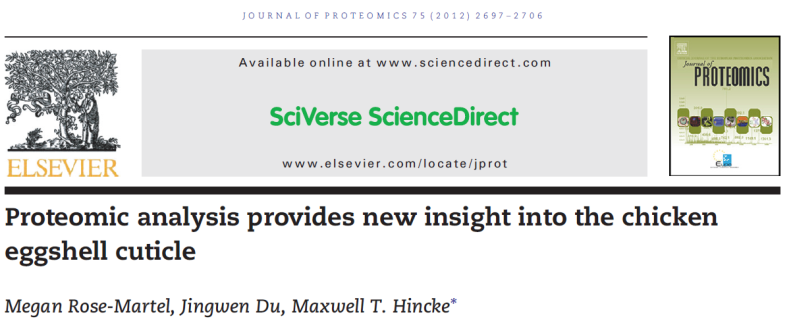 JOURNAL OF PROTEOMICS 75 (2012) 2697–2706
Available online at www.sciencedirect.com
SciVerse ScienceDirect
www.elsevier.com/locate/jprot
ELSEVIER
Journal of
PROTEOMICS
Proteomic analysis provides new insight into the chicken
eggshell cuticle
Megan Rose-Martel, Jingwen Du, Maxwell T. Hincke*